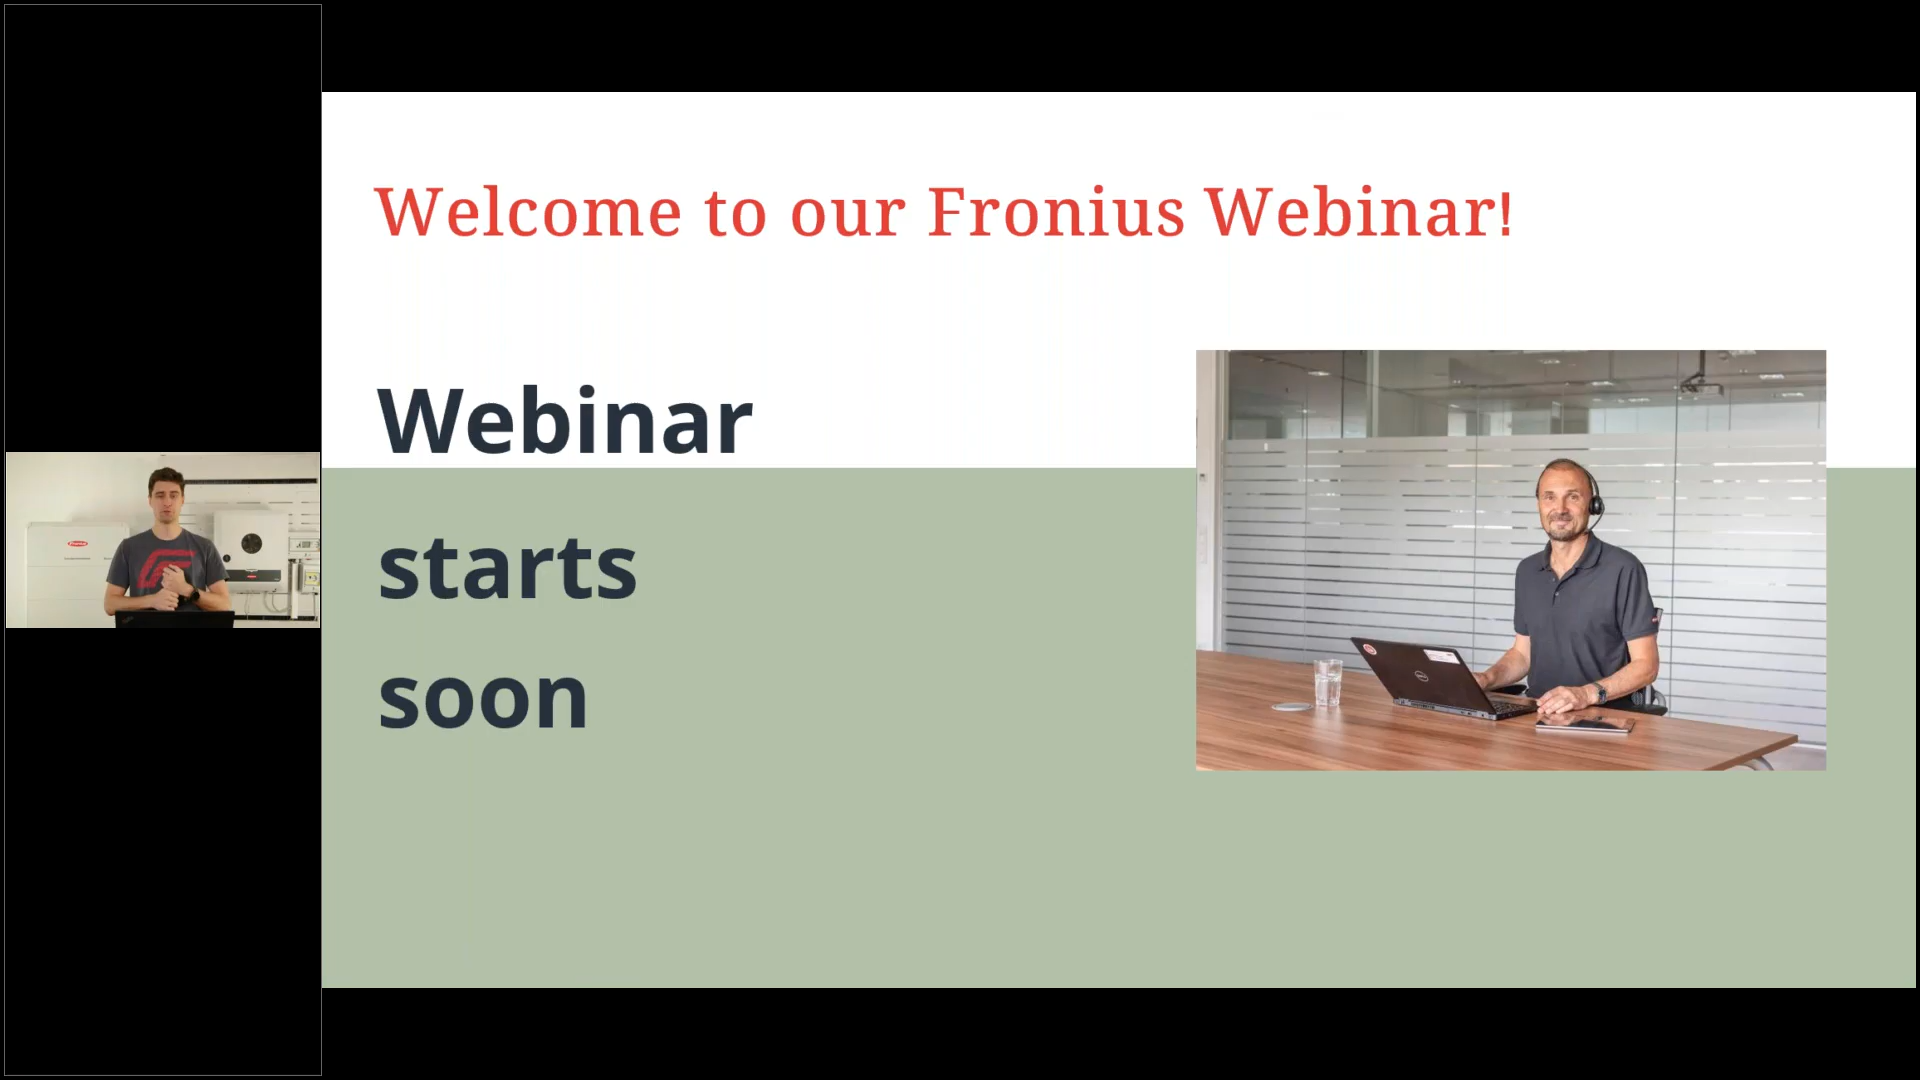 Welcome to our Fronius Webinar!
Webinar
starts
soon